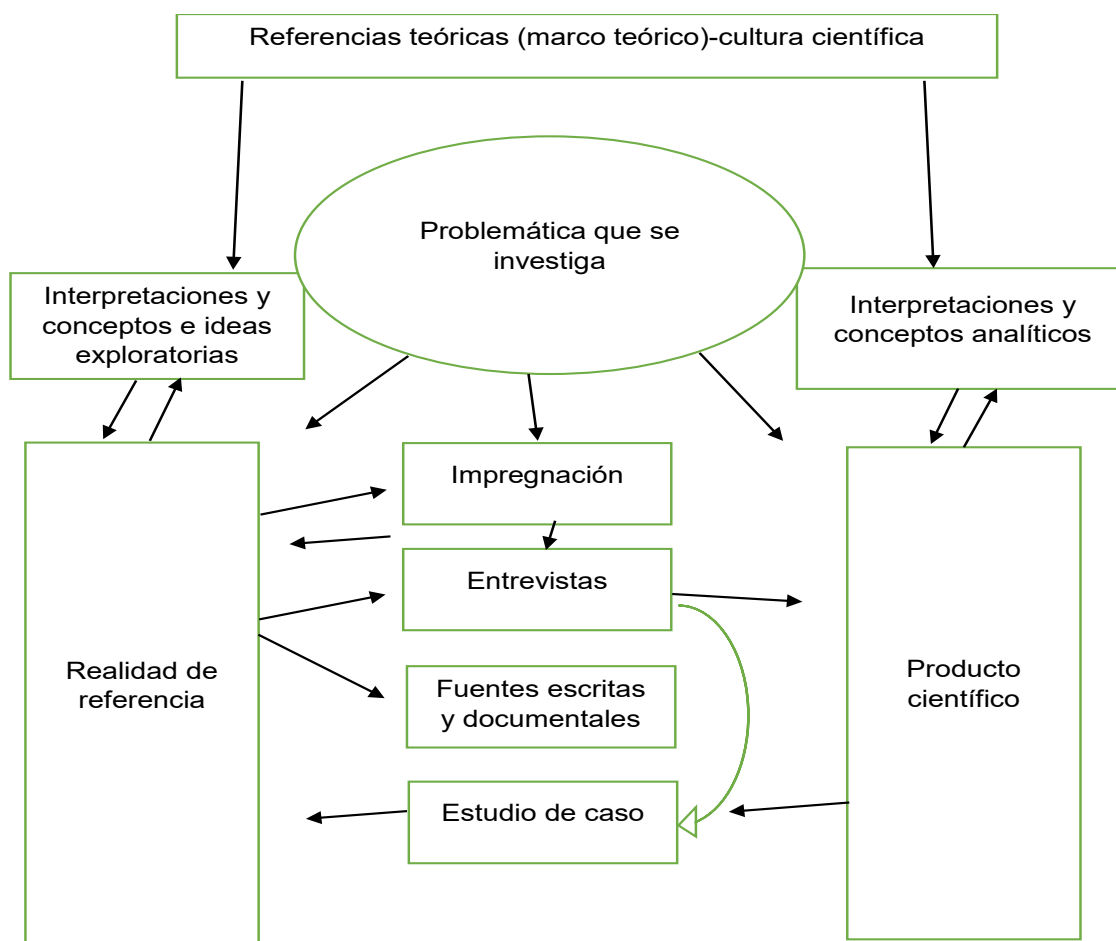 Referencias teóricas (marco teórico)-cultura científica
Problemática que se
investiga
Interpretaciones y
conceptos e ideas
exploratorias
Interpretaciones y
conceptos analíticos
Impregnación
Entrevistas
Realidad de
referencia
Fuentes escritas
y documentales
Producto
científico
Estudio de caso